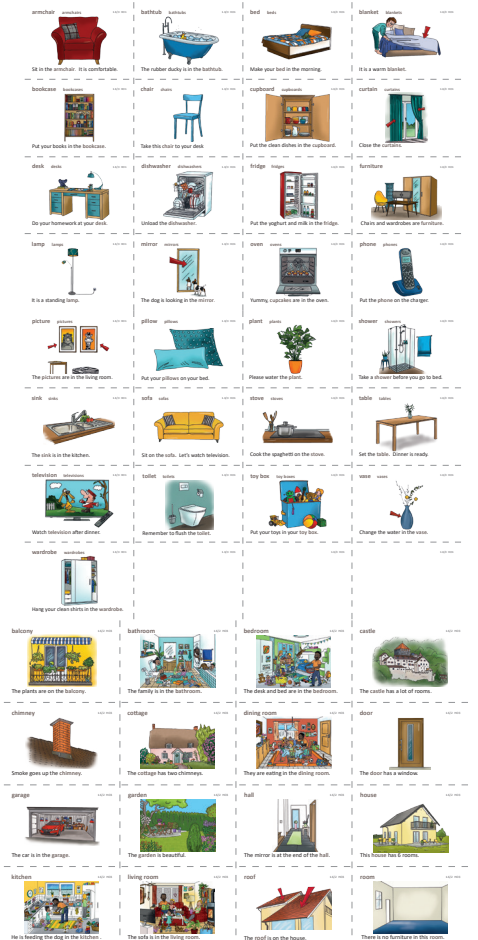 armchair armchairs
Sit in the armchair. It is comfortable.
bathtub bathtubs
The rubber ducky is in the bathtub.
bed beds
Make your bed in the morning.
blanket blankets
It is a warm blanket.
bookcase bookcases
Put your books in the bookcase.
chair chairs
Take this chair to your desk
cupboard cupboards
Put the clean dishes in the cupboard.
curtain curtains
Close the curtains.
desk desks
Do your homework at your desk.
dishwasher dishwashers
Unload the dishwasher.
fridge fridges
Put the yoghurt and milk in the fridge.
furniture
Chairs and wardrobes are furniture.
lamp lamps
It is a standing lamp.
mirror mirrors
The dog is looking in the mirror.
oven ovens
Yummy, cupcakes are in the oven.
phone phones
Put the phone on the charger.
picture pictures
The pictures are in the living room.
pillow pillows
Put your pillows on your bed.
plant plants
Please water the plant.
shower showers
Take a shower before you go to bed.
sink sinks
The sink is in the kitchen.
sofa sofas
Sit on the sofa. Let's watch television.
stove stoves
Cook the spaghetti on the stove.
table tables
Set the table. Dinner is ready.
television televisions
Watch television after dinner.
toilet toilets
Remember to flush the toilet.
toy box toy boxes
Put your toys in your toy box.
vase vases
Change the water in the vase.
wardrobe wardrobes
Hang your clean shirts in the wardrobe.
balcony
The plants are on the balcony.
bathroom
The family is in the bathroom.
bedroom
The desk and bed are in the bedroom.
castle
The castle has a lot of rooms.
chimney
Smoke goes up the chimney.
cottage
The cottage has two chimneys.
dining room
They are eating in the dining room.
door
The door has a window.
garage
The car is in the garage.
garden
The garden is beautiful.
hall
The mirror is at the end of the hall.
house
This house has 6 rooms.
kitchen
He is feeding the dog in the kitchen.
living room
The sofa is in the living room.
roof
The roof is on the house.
room
There is no furniture in this room.